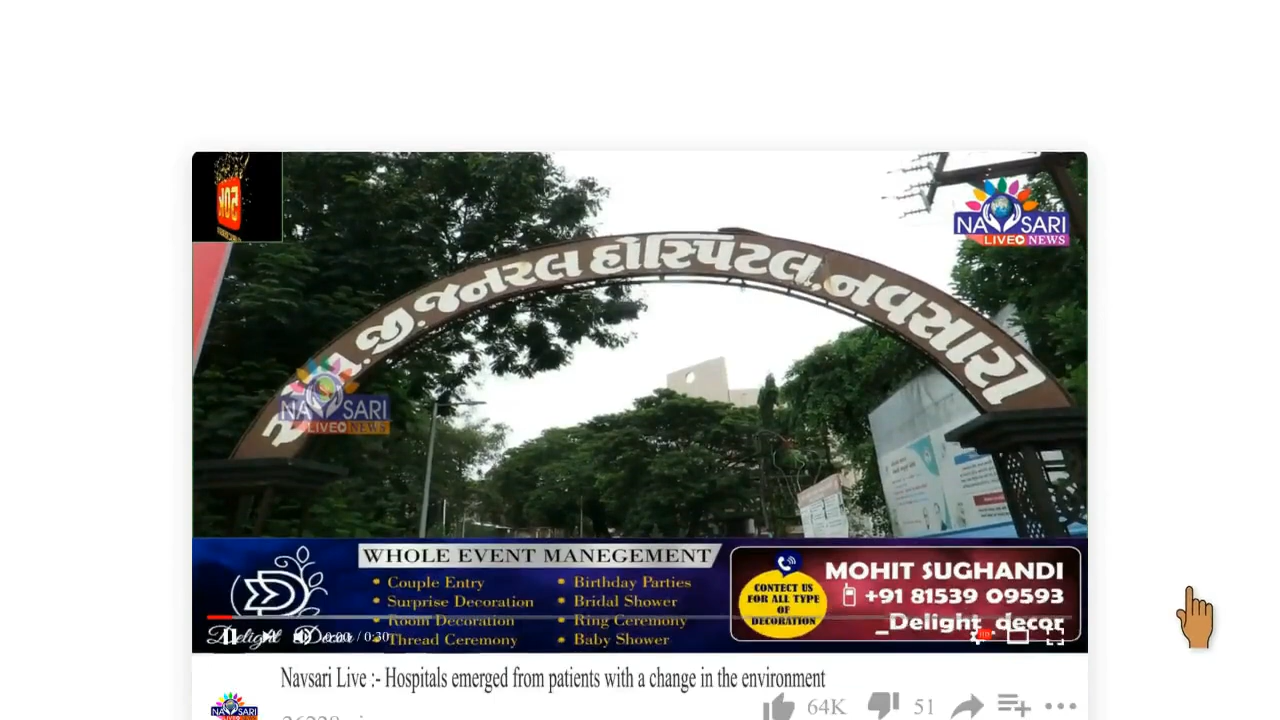 NAVSARI
LIVE NEWS
જી. જનરલ હોસ્પિટલ, નવસારી
NAVSARI
LIVE NEWS
WHOLE EVENT MANEGEMENT
Couple Entry
Surprise Decoration
Room Decoration
Thread Ceremony
Birthday Parties
Bridal Shower
Ring Ceremony
Baby Shower
Delight Decor
CONTECT US
FOR ALL TYPE
OF
DECORATION
MOHIT SUGHANDI
+91 81539 09593
_Delight_decor
0:00 / 0:30
Navsari Live :- Hospitals emerged from patients with a change in the environment
64K
51